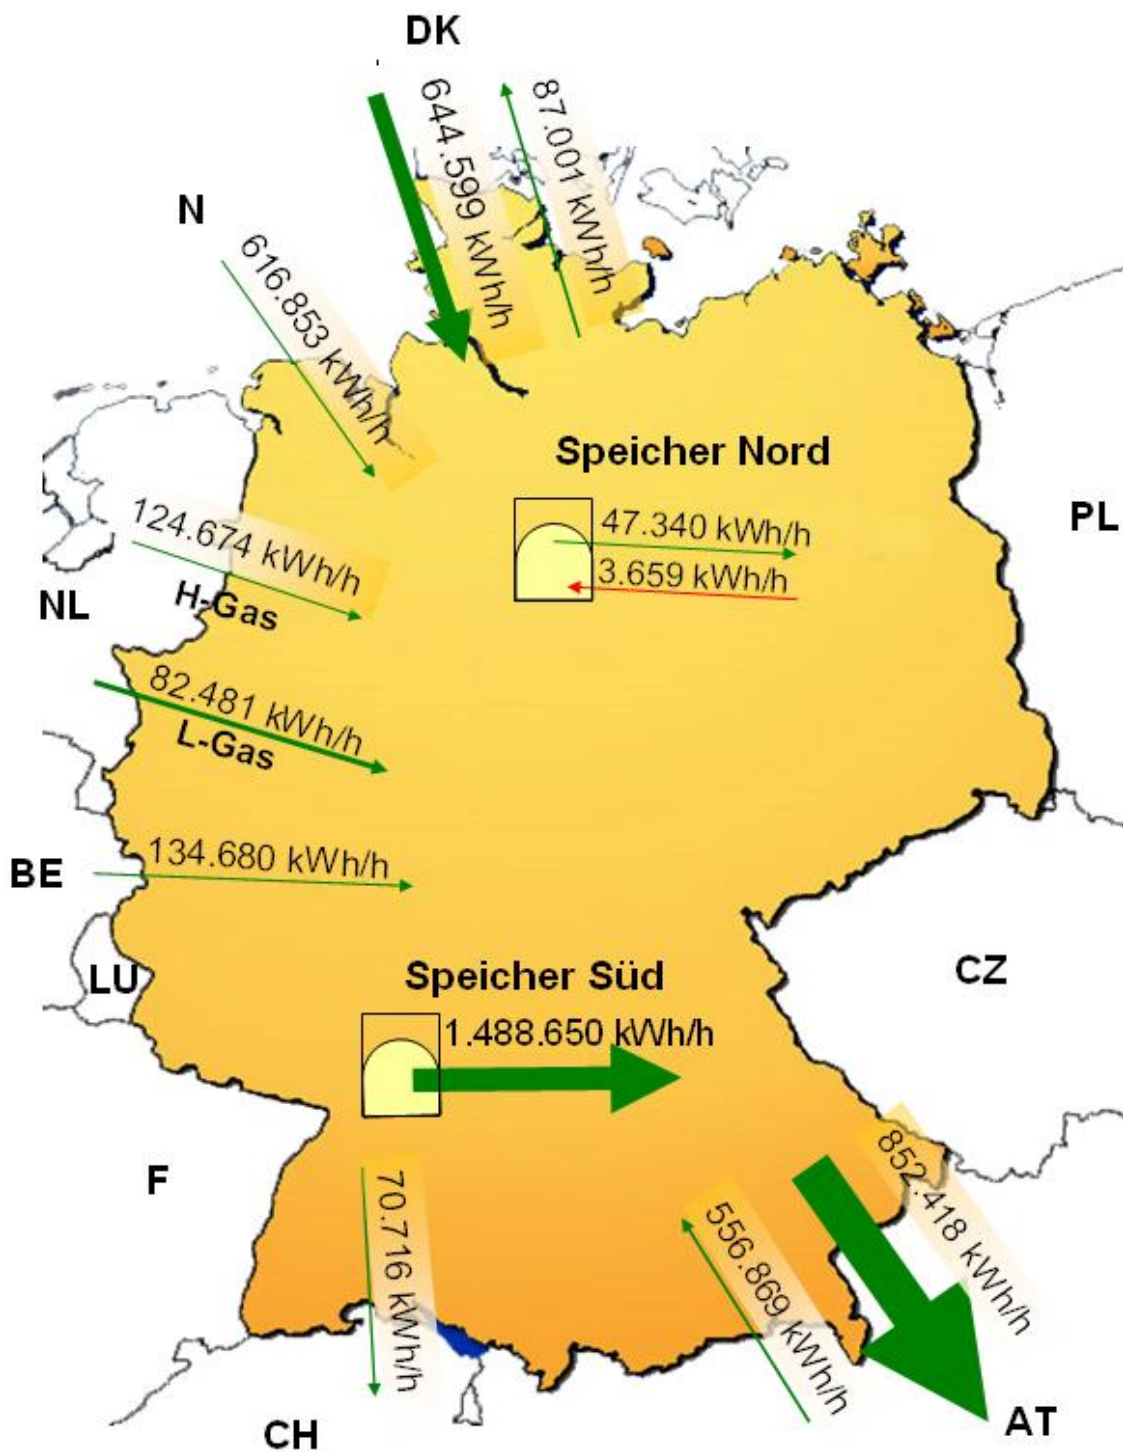 DK
644.599 kWh/h
87.001 kWh/h
N
616.853 kWh/h
Speicher Nord
47.340 kWh/h
3.659 kWh/h
PL
124.674 kWh/h
H-Gas
NL
82.481 kWh/h
L-Gas
134.680 kWh/h
BE
LU
Speicher Süd
1.488.650 kWh/h
CZ
F
70.716 kWh/h
556.869 kWh/h
852.418 kWh/h
CH
AT